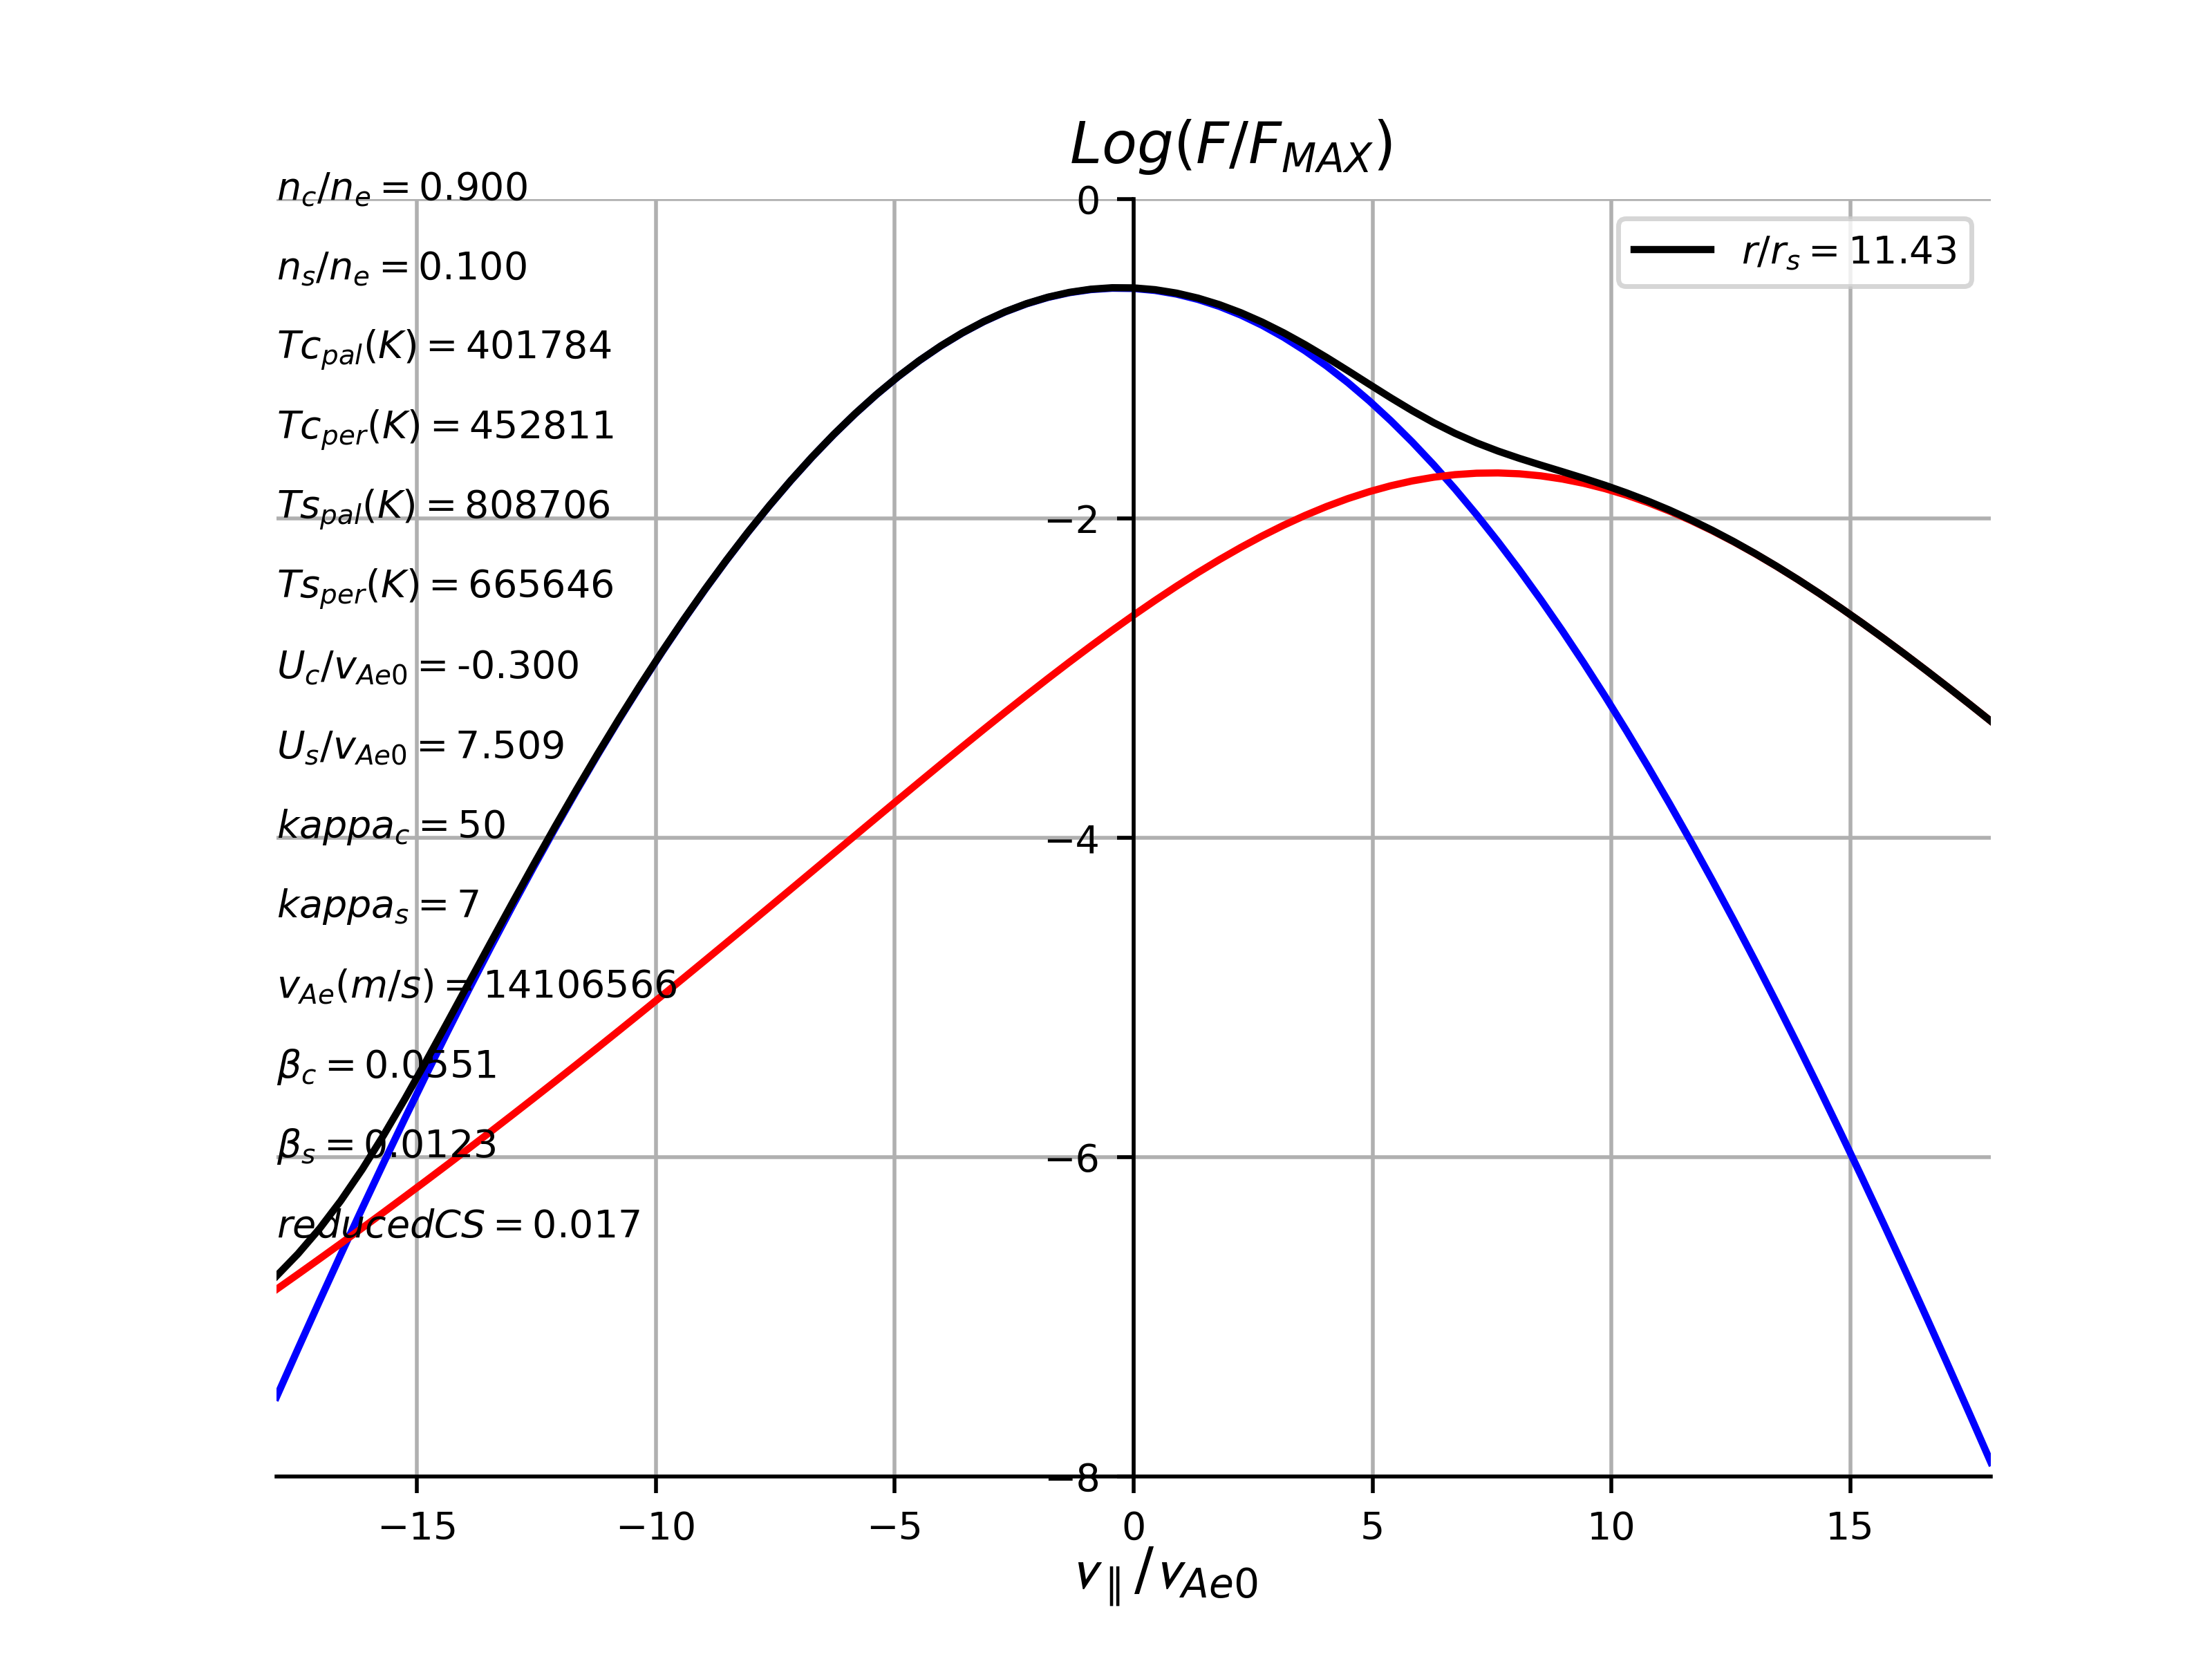 Log(F/F_MAX)
n_c/n_e = 0.900
0
r/r_s = 11.43
n_s/n_e = 0.100
Tc_pal(K) = 401784
Tc_per(K) = 452811
Ts_pal(K) = 808706
−2
Ts_per(K) = 665646
U_c/v_Ae0 = -0.300
U_s/v_Ae0 = 7.509
kappa_c = 50
−4
kappa_s = 7
v_Ae(m/s) = 14106566
β_c = 0.0551
β_s = 0.0123
−6
reducedCS = 0.017
−8
−15 −10 −5 0 5 10 15
v_∥/v_Ae0